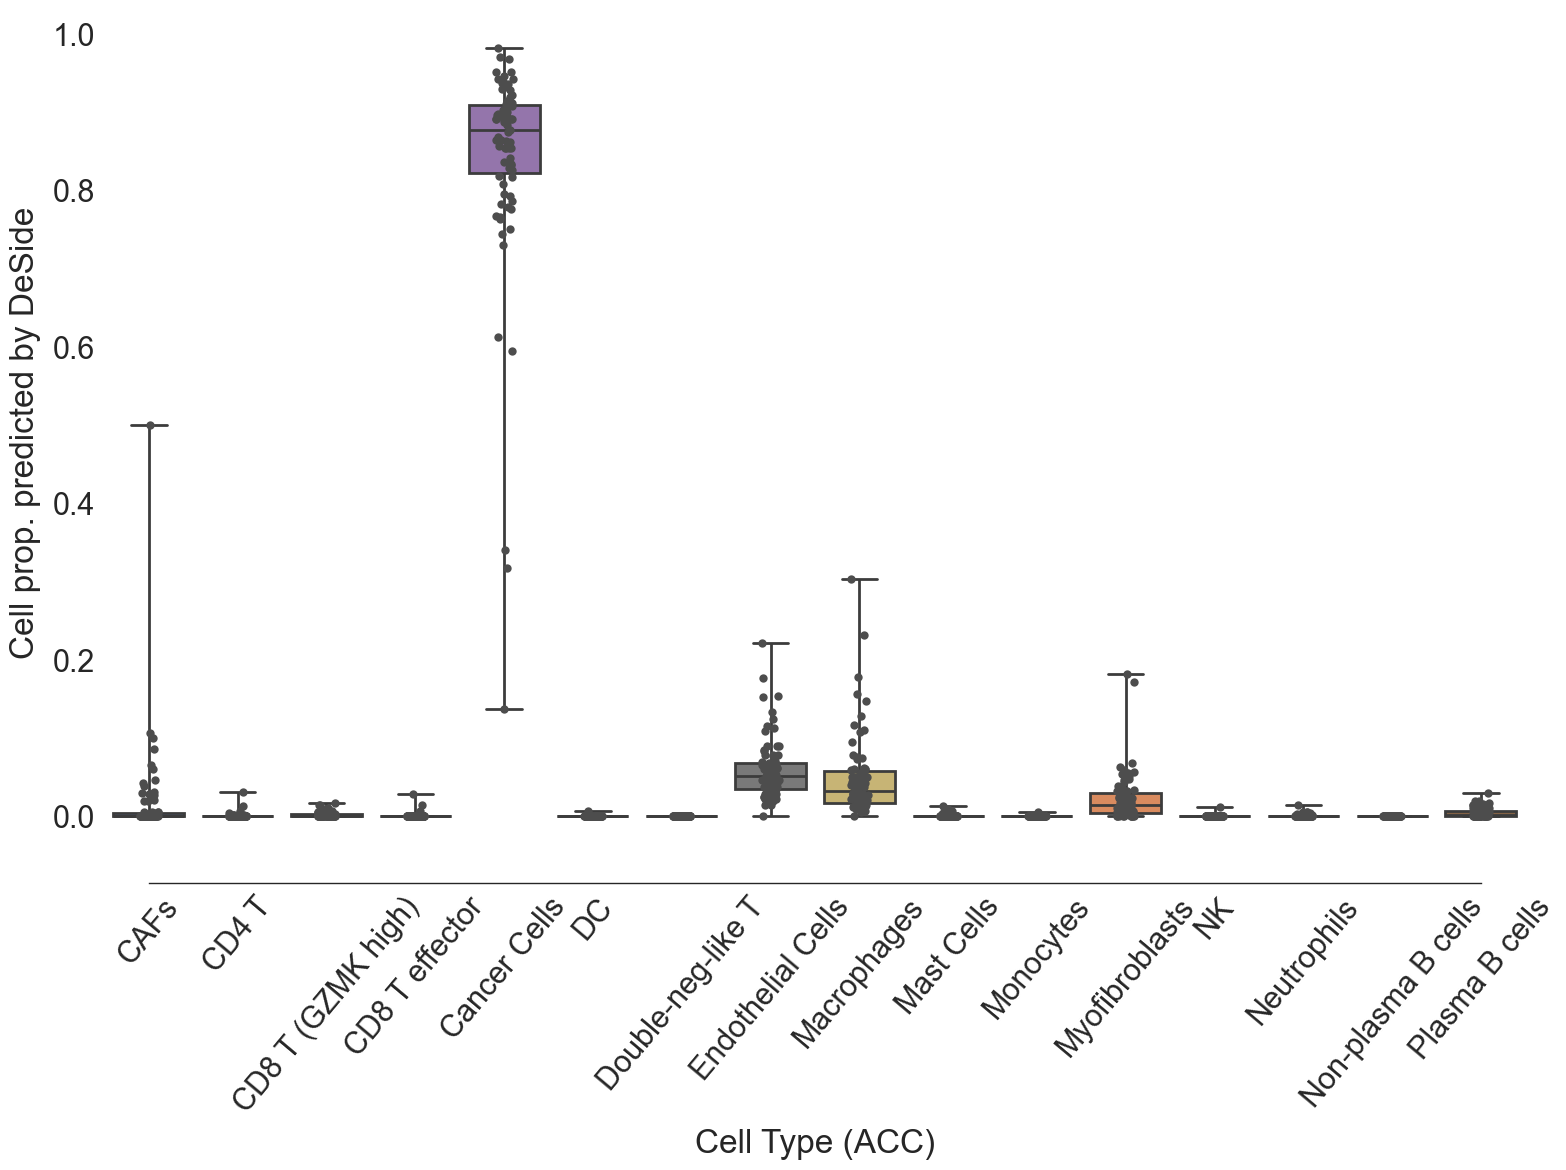 Cell prop. predicted by DeSide
1.0
0.8
0.6
0.4
0.2
0.0
CAFs
CD4 T
CD8 T (GZMK high)
CD8 T effector
Cancer Cells
DC
Double-neg-like T
Endothelial Cells
Macrophages
Mast Cells
Monocytes
Myofibroblasts
NK
Neutrophils
Non-plasma B cells
Plasma B cells
Cell Type (ACC)